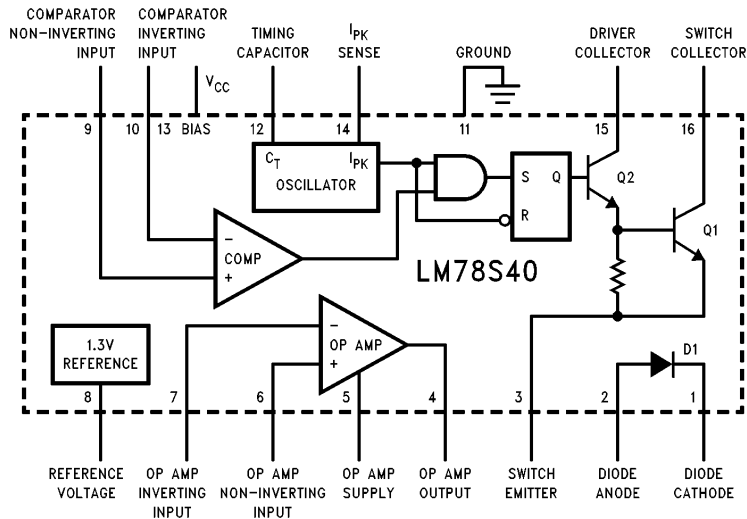 COMPARATOR
NON-INVERTING
INPUT
COMPARATOR
INVERTING
INPUT
VCC
TIMING
CAPACITOR
IPK
SENSE
GROUND
DRIVER
COLLECTOR
SWITCH
COLLECTOR
9
10
13
BIAS
12
14
11
15
16
CT
IPK
OSCILLATOR
S
Q
R
Q2
Q1
−
COMP
+
LM78S40
−
OP AMP
+
1.3V
REFERENCE
D1
8
7
6
5
4
3
2
1
REFERENCE
VOLTAGE
OP AMP
INVERTING
INPUT
OP AMP
NON-INVERTING
INPUT
OP AMP
SUPPLY
OP AMP
OUTPUT
SWITCH
EMITTER
DIODE
ANODE
DIODE
CATHODE